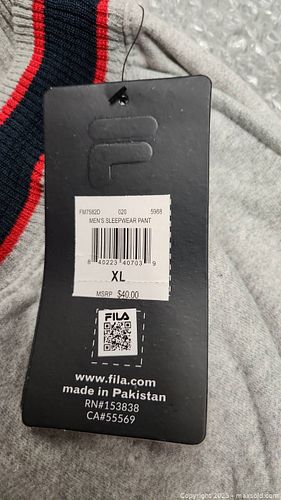 FM7582D 020 5968
MEN'S SLEEPWEAR PANT
8 40223 40703 9
XL
MSRP $40.00
FILA
www.fila.com
made in Pakistan
RN#153838
CA#55569
Copyright © 2025 - maxsold.com